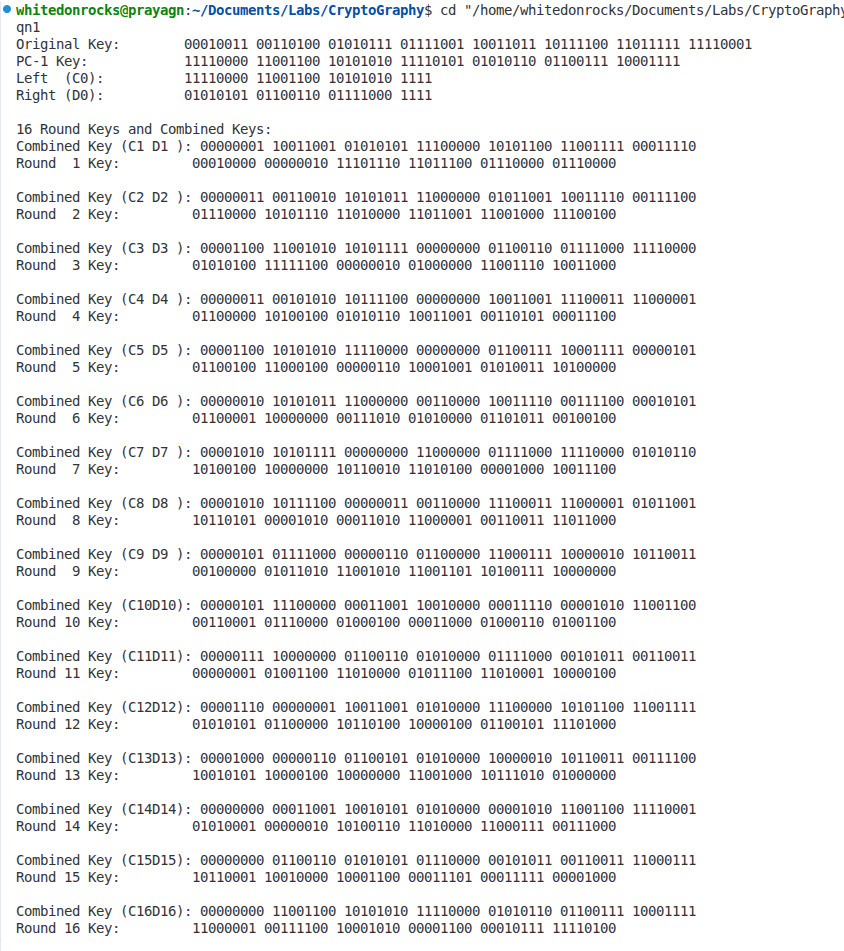 whitedonrocks@prayagn:~/Documents/Labs/CryptoGraphy$ cd "/home/whitedonrocks/Documents/Labs/CryptoGraphy
qn1
Original Key:        00010011 00110100 01010111 01111001 10011011 10111100 11011111 11110001
PC-1 Key:            11110000 11001100 10101010 11110101 01010110 01100111 10001111
Left  (C0):          11110000 11001100 10101010 1111
Right (D0):          01010101 01100110 01111000 1111

16 Round Keys and Combined Keys:
Combined Key (C1 D1 ): 00000001 10011001 01010101 11100000 10101100 11001111 00011110
Round  1 Key:         00010000 00000010 11101110 11011100 01110000 01110000

Combined Key (C2 D2 ): 00000011 00110010 10101011 11000000 01011001 10011110 00111100
Round  2 Key:         01110000 10101110 11010000 11011001 11001000 11100100

Combined Key (C3 D3 ): 00001100 11001010 10101111 00000000 01100110 01111000 11110000
Round  3 Key:         01010100 11111100 00000010 01000000 11001110 10011000

Combined Key (C4 D4 ): 00000011 00101010 10111100 00000000 10011001 11100011 11000001
Round  4 Key:         01100000 10100100 01010110 10011001 00110101 00011100

Combined Key (C5 D5 ): 00001100 10101010 11110000 00000000 01100111 10001111 00000101
Round  5 Key:         01100100 11000100 00000110 10001001 01010011 10100000

Combined Key (C6 D6 ): 00000010 10101011 11000000 00110000 10011110 00111100 00010101
Round  6 Key:         01100001 10000000 00111010 01010000 01101011 00100100

Combined Key (C7 D7 ): 00001010 10101111 00000000 11000000 01111000 11110000 01010110
Round  7 Key:         10100100 10000000 10110010 11010100 00001000 10011100

Combined Key (C8 D8 ): 00001010 10111100 00000011 00110000 11100011 11000001 01011001
Round  8 Key:         10110101 00001010 00011010 11000001 00110011 11011000

Combined Key (C9 D9 ): 00000101 01111000 00000110 01100000 11000111 10000010 10110011
Round  9 Key:         00100000 01011010 11001010 11001101 10100111 10000000

Combined Key (C10D10): 00000101 11100000 00011001 10010000 00011110 00001010 11001100
Round 10 Key:         00110001 01110000 01000100 00011000 01000110 01001100

Combined Key (C11D11): 00000111 10000000 01100110 01010000 01111000 00101011 00110011
Round 11 Key:         00000001 01001100 11010000 01011100 11010001 10000100

Combined Key (C12D12): 00001110 00000001 10011001 01010000 11100000 10101100 11001111
Round 12 Key:         01010101 01100000 10110100 10000100 01100101 11101000

Combined Key (C13D13): 00001000 00000110 01100101 01010000 10000010 10110011 00111100
Round 13 Key:         10010101 10000100 10000000 11001000 10111010 01000000

Combined Key (C14D14): 00000000 00011001 10010101 01010000 00001010 11001100 11110001
Round 14 Key:         01010001 00000010 10100110 11010000 11000111 00111000

Combined Key (C15D15): 00000000 01100110 01010101 01110000 00101011 00110011 11000111
Round 15 Key:         10110001 10010000 10001100 00011101 00011111 00001000

Combined Key (C16D16): 00000000 11001100 10101010 11110000 01010110 01100111 10001111
Round 16 Key:         11000001 00111100 10001010 00001100 00010111 11110100